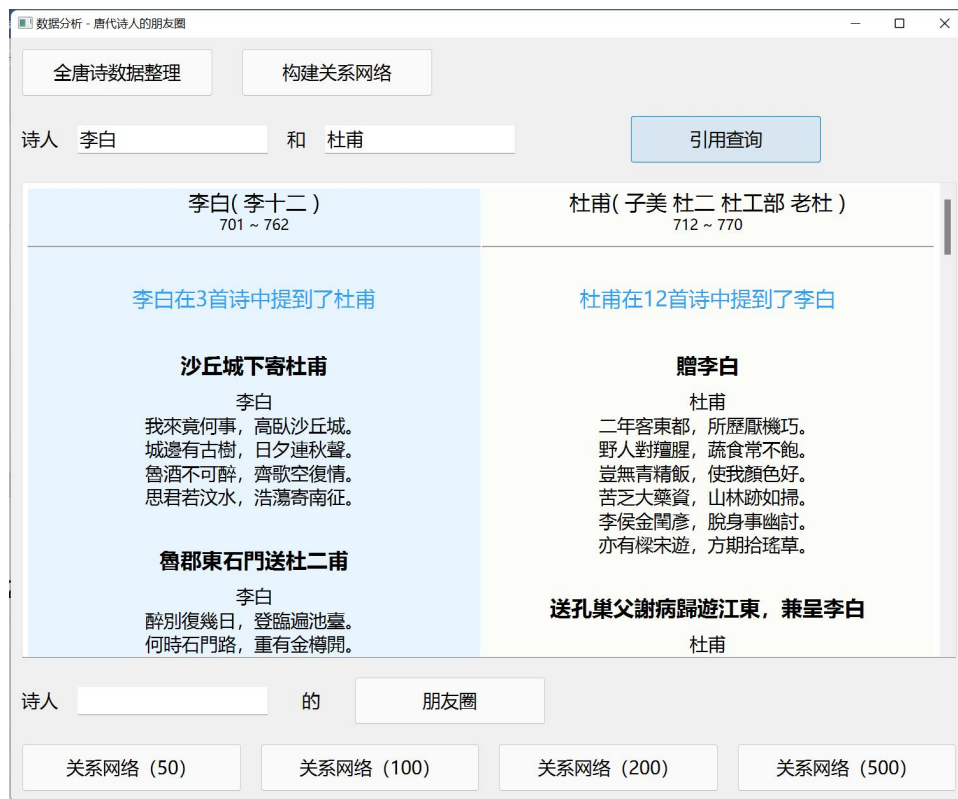 数据分析 - 唐代诗人的朋友圈
全唐诗数据整理
构建关系网络
诗人 李白 和 杜甫 引用查询
李白( 李十二 )
701 ~ 762
李白在3首诗中提到了杜甫
沙丘城下寄杜甫
李白
我來竟何事，高臥沙丘城。
城邊有古樹，日夕連秋聲。
魯酒不可醉，齊歌空復情。
思君若汶水，浩蕩寄南征。
魯郡東石門送杜二甫
李白
醉別復幾日，登臨遍池臺。
何時石門路，重有金樽開。
杜甫( 子美 杜二 杜工部 老杜 )
712 ~ 770
杜甫在12首诗中提到了李白
贈李白
杜甫
二年客東都，所歷厭機巧。
野人對羶腥，蔬食常不飽。
豈無青精飯，使我顏色好。
苦乏大藥資，山林跡如掃。
李侯金閨彥，脫身事幽討。
亦有樑宋遊，方期拾瑤草。
送孔巢父謝病歸遊江東，兼呈李白
杜甫
诗人 的 朋友圈
关系网络（50） 关系网络（100） 关系网络（200） 关系网络（500）